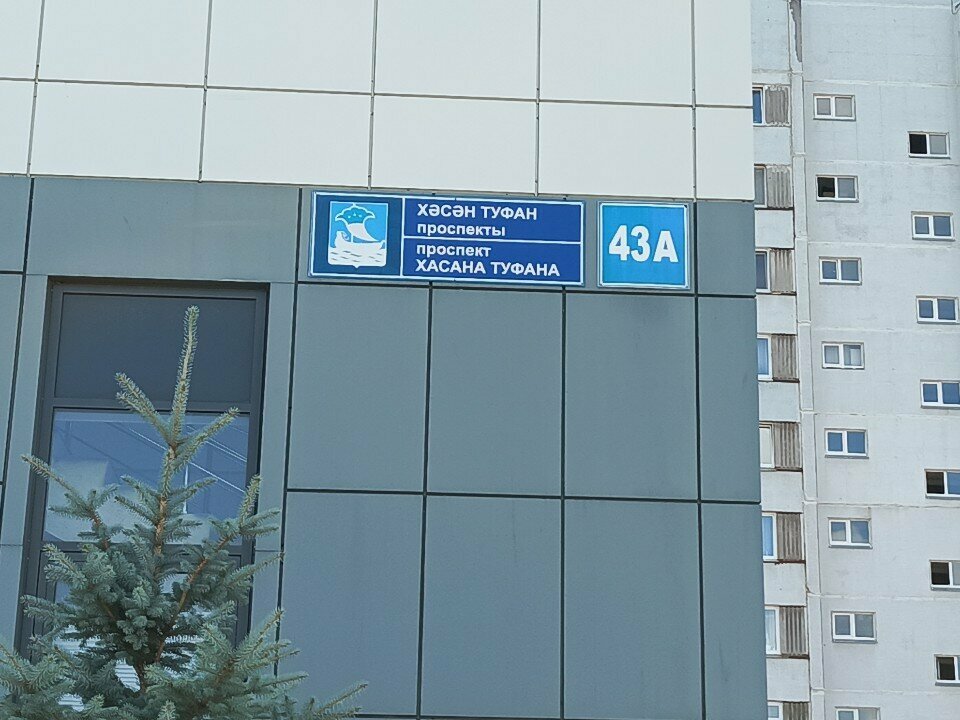 ХӘСӘН ТУФАН
проспекты
проспект
ХАСАНА ТУФАНА
43А